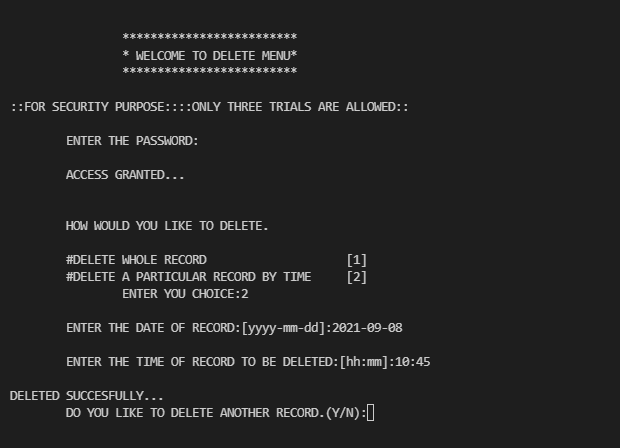 *************************
* WELCOME TO DELETE MENU*
*************************
::FOR SECURITY PURPOSE::::ONLY THREE TRIALS ARE ALLOWED::
ENTER THE PASSWORD:
ACCESS GRANTED...
HOW WOULD YOU LIKE TO DELETE.
#DELETE WHOLE RECORD [1]
#DELETE A PARTICULAR RECORD BY TIME [2]
ENTER YOU CHOICE:2
ENTER THE DATE OF RECORD:[yyyy-mm-dd]:2021-09-08
ENTER THE TIME OF RECORD TO BE DELETED:[hh:mm]:10:45
DELETED SUCCESFULLY...
DO YOU LIKE TO DELETE ANOTHER RECORD.(Y/N):